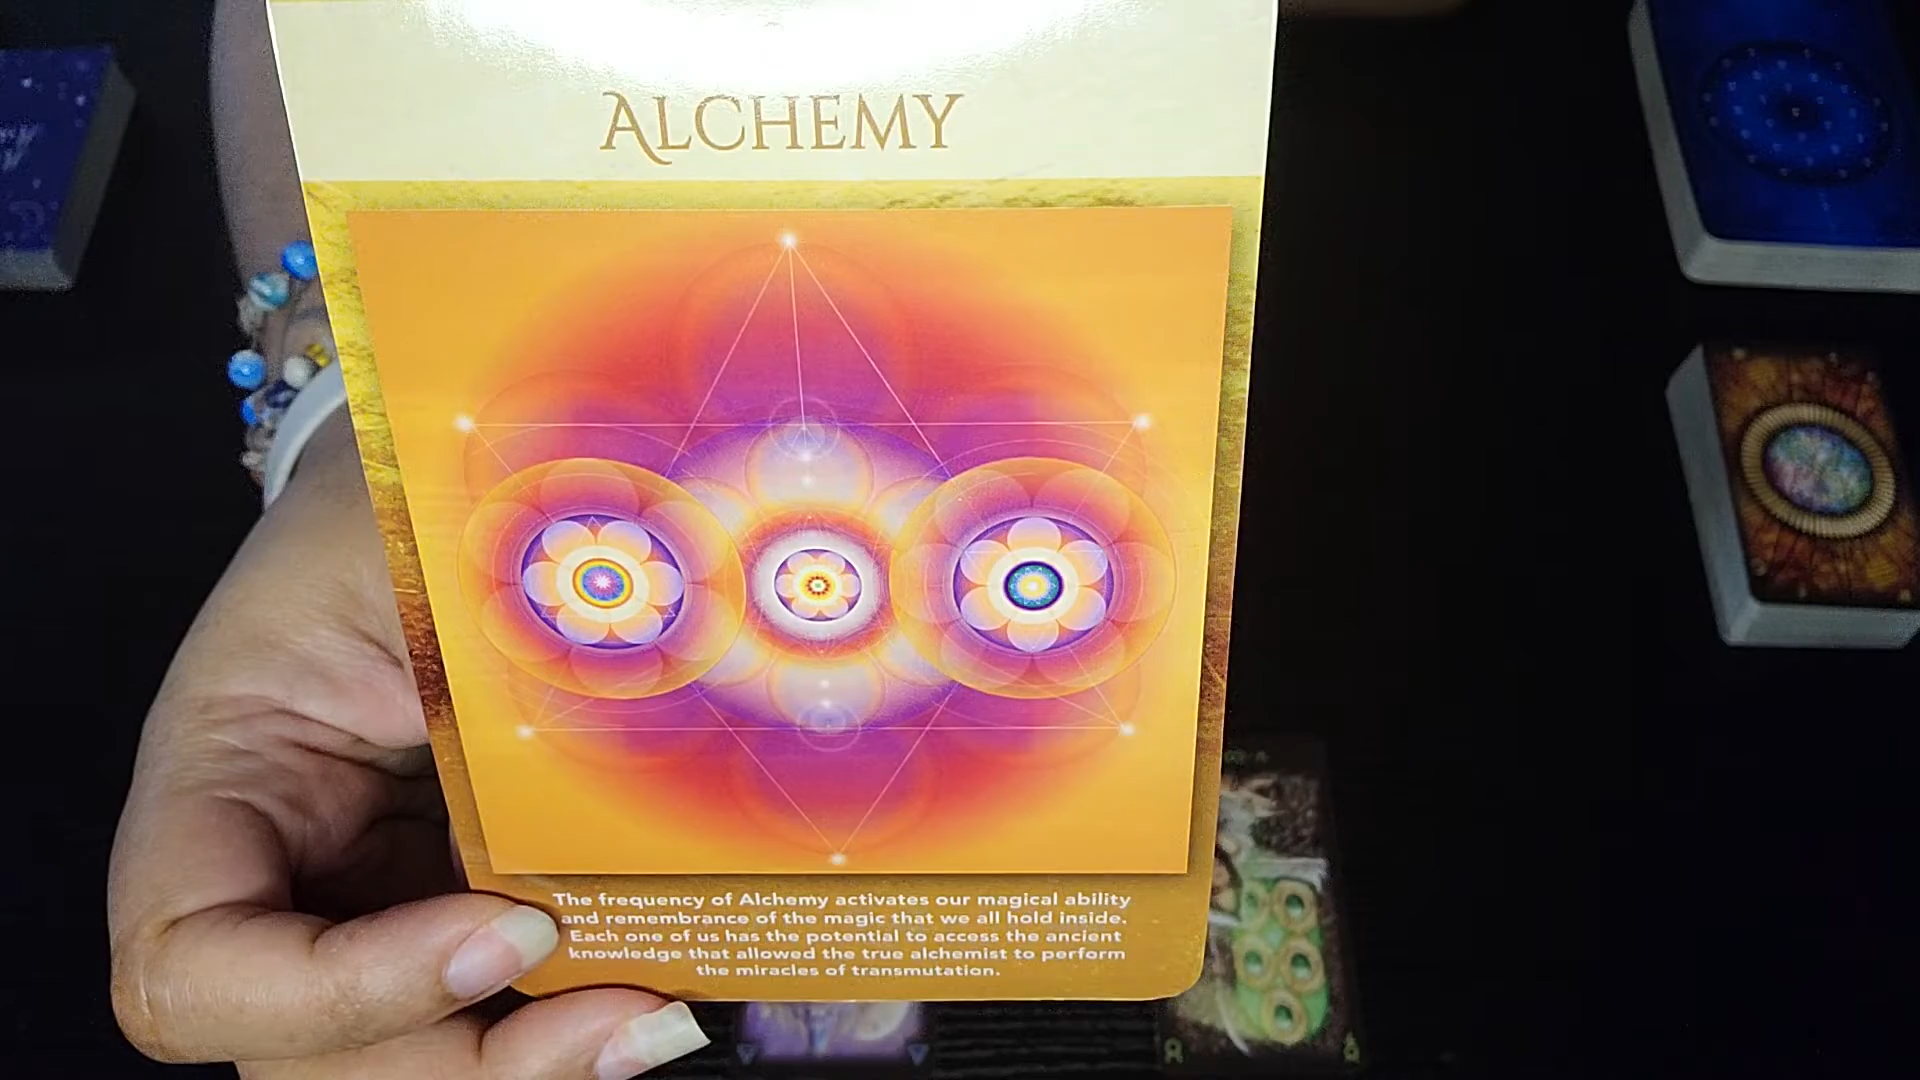 ALCHEMY
The frequency of Alchemy activates our magical ability
and remembrance of the magic that we all hold inside.
Each one of us has the potential to access the ancient
knowledge that allowed the true alchemist to perform
the miracles of transmutation.